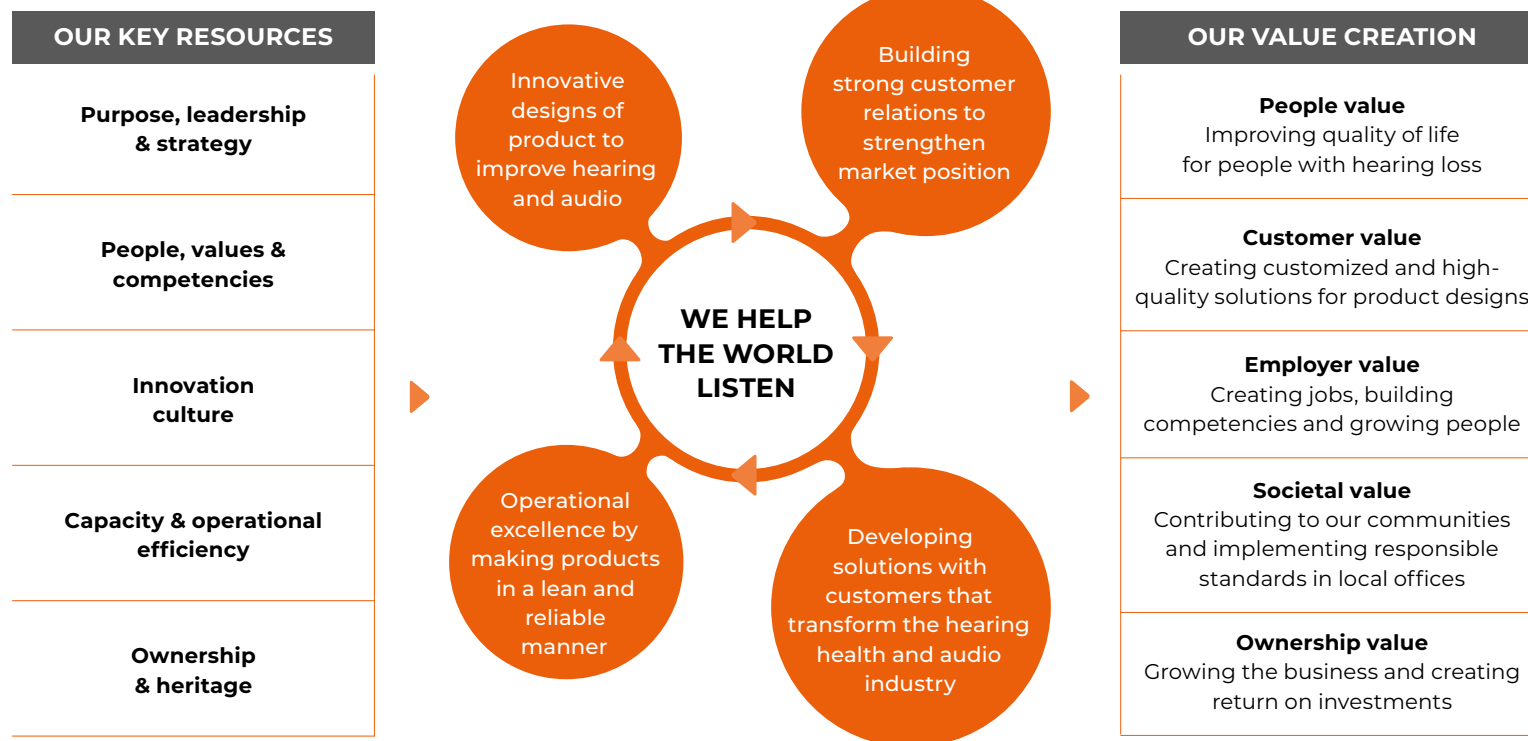 OUR KEY RESOURCES
Purpose, leadership
& strategy
People, values &
competencies
Innovation
culture
Capacity & operational
efficiency
Ownership
& heritage
Innovative
designs of
product to
improve hearing
and audio
Building
strong customer
relations to
strengthen
market position
WE HELP
THE WORLD
LISTEN
Operational
excellence by
making products
in a lean and
reliable
manner
Developing
solutions with
customers that
transform the hearing
health and audio
industry
OUR VALUE CREATION
People value
Improving quality of life
for people with hearing loss
Customer value
Creating customized and high-
quality solutions for product designs
Employer value
Creating jobs, building
competencies and growing people
Societal value
Contributing to our communities
and implementing responsible
standards in local offices
Ownership value
Growing the business and creating
return on investments